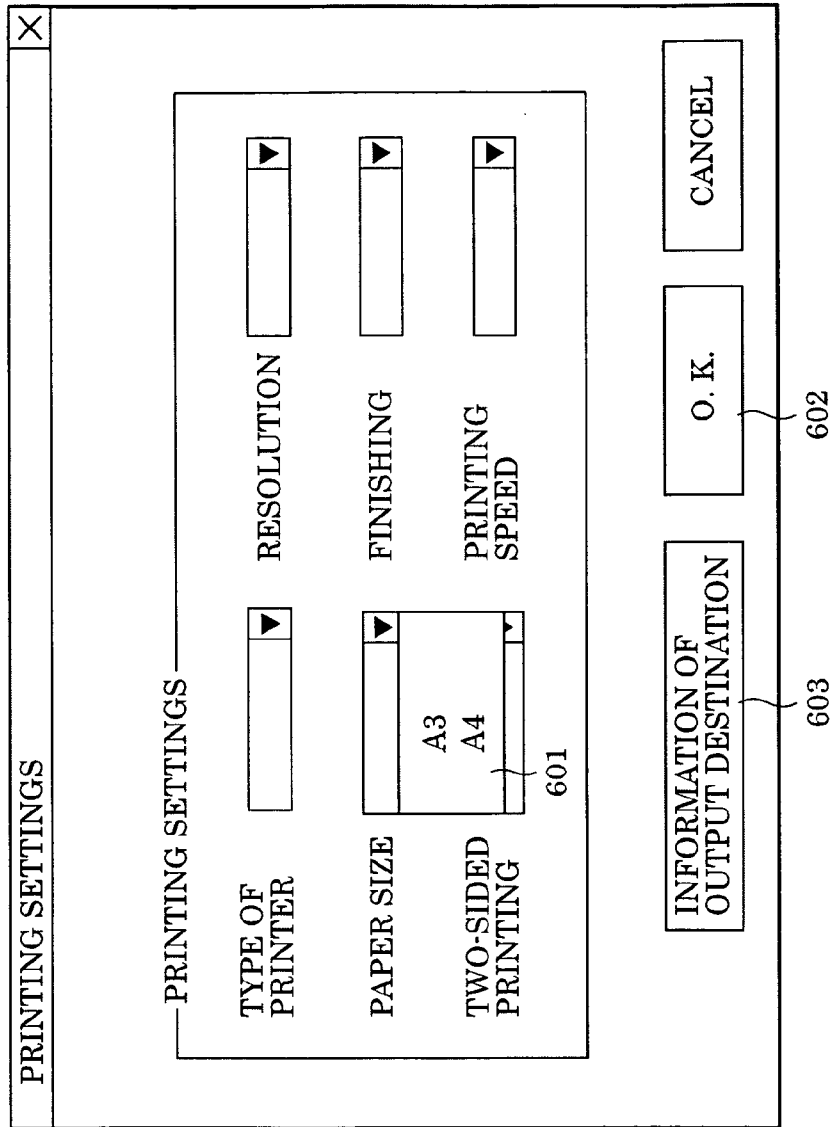 PRINTING SETTINGS
X
PRINTING SETTINGS
TYPE OF
PRINTER
RESOLUTION
PAPER SIZE
A3
A4
601
FINISHING
TWO-SIDED
PRINTING
PRINTING
SPEED
INFORMATION OF
OUTPUT DESTINATION
O. K.
CANCEL
603
602